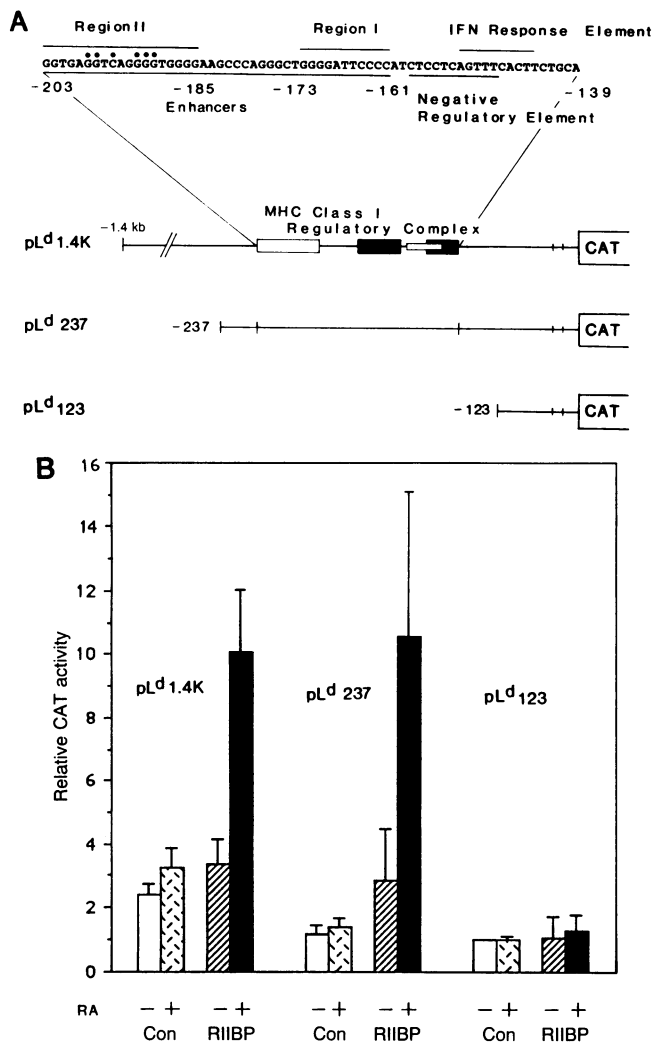 A
Region II Region I IFN Response Element
GGTGAGGTCAGGGGTGGGGAAGCCCAGGGCTGGGGATTCCCCATCTCCTCAGTTTCACTTCTGCA
-203 -185 -173 -161 -139
Enhancers Negative
Regulatory Element
MHC Class I
Regulatory Complex
-1.4 kb
pLd 1.4K CAT
pLd 237 -237 CAT
pLd 123 -123 CAT
B
16
14
12
10
8
6
4
2
0
Relative CAT activity
pLd 1.4K pLd 237 pLd 123
RA - + - + - + - + - + - +
Con RIIBP Con RIIBP Con RIIBP